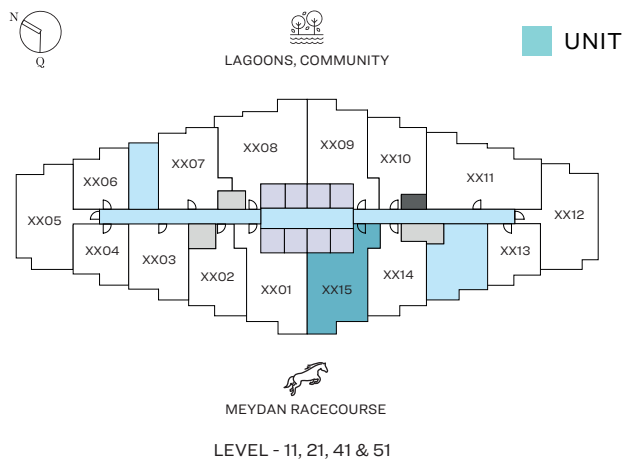 N
Q
LAGOONS, COMMUNITY
UNIT
XX08
XX09
XX07
XX10
XX06
XX11
XX05
XX12
XX04
XX03
XX02
XX01
XX15
XX14
XX13
MEYDAN RACECOURSE
LEVEL - 11, 21, 41 & 51